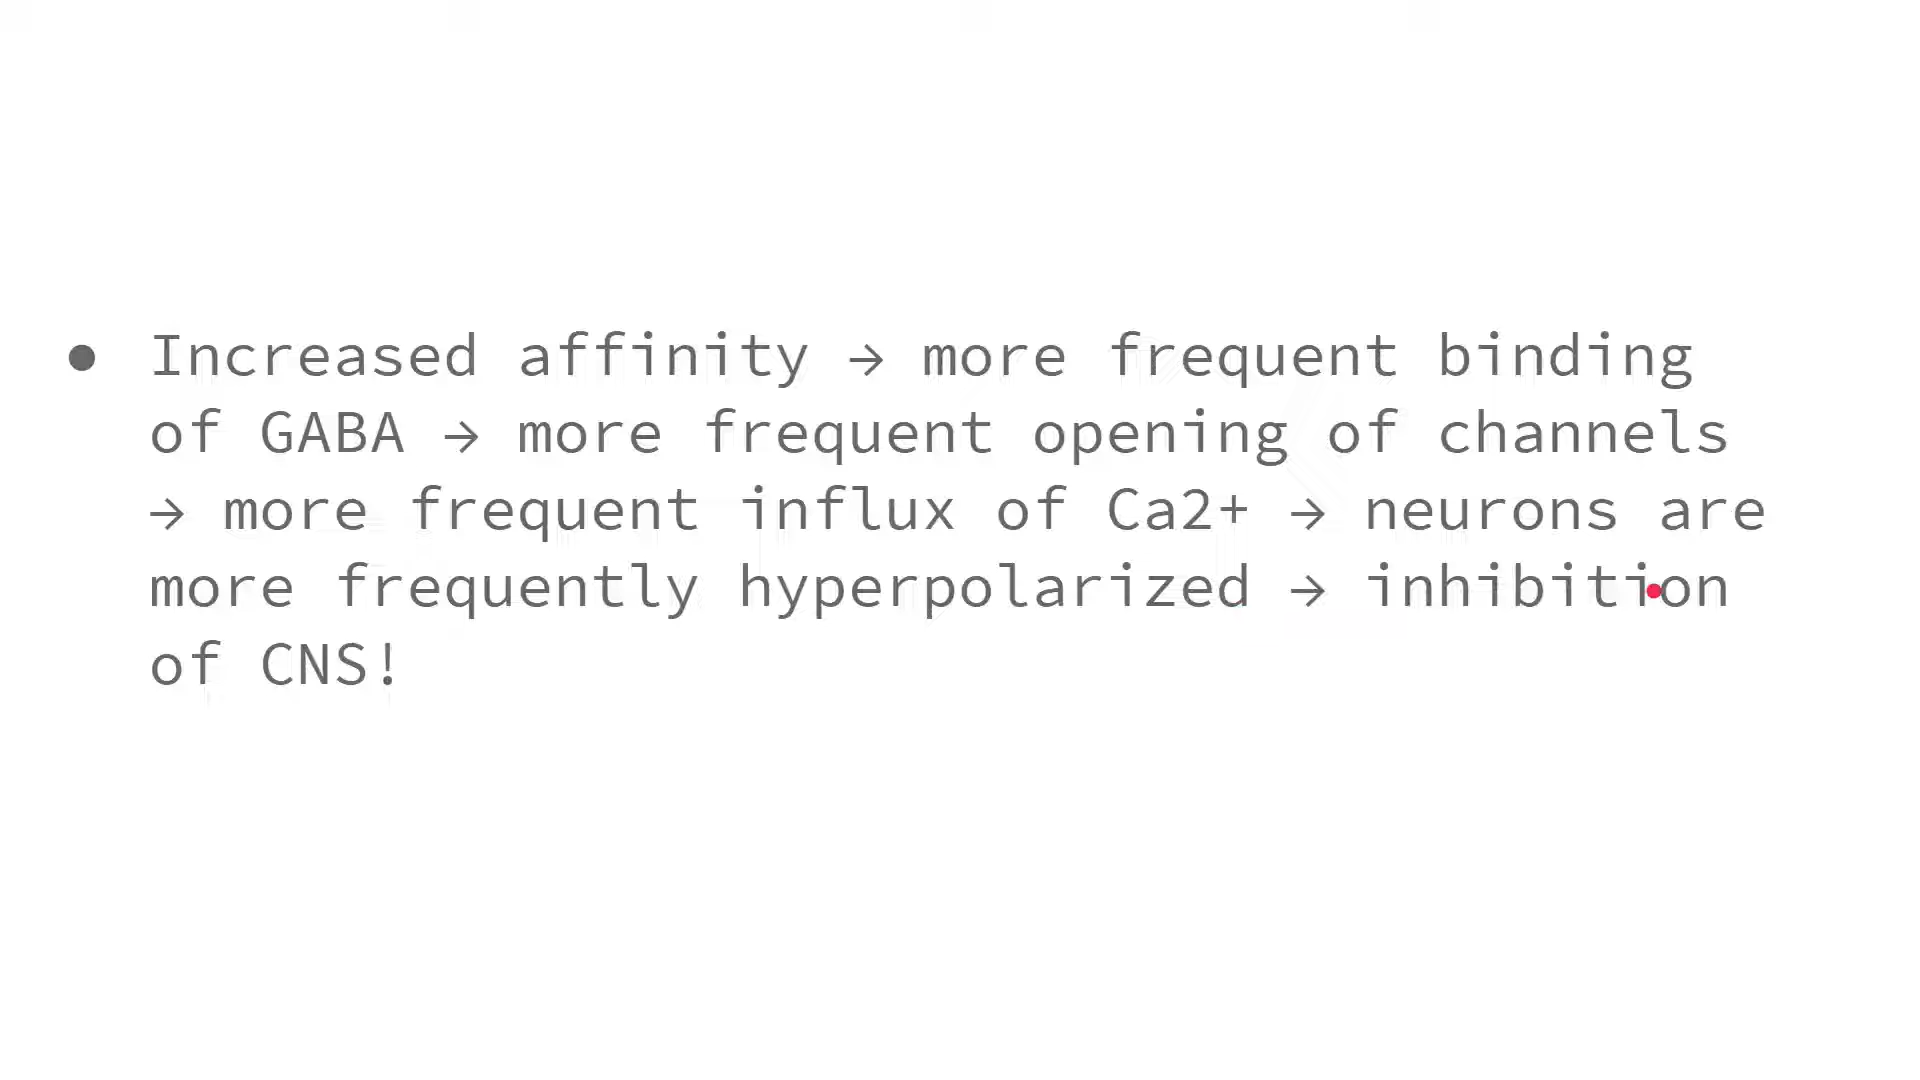 ● Increased affinity → more frequent binding
of GABA → more frequent opening of channels
→ more frequent influx of Ca2+ → neurons are
more frequently hyperpolarized → inhibition
of CNS!